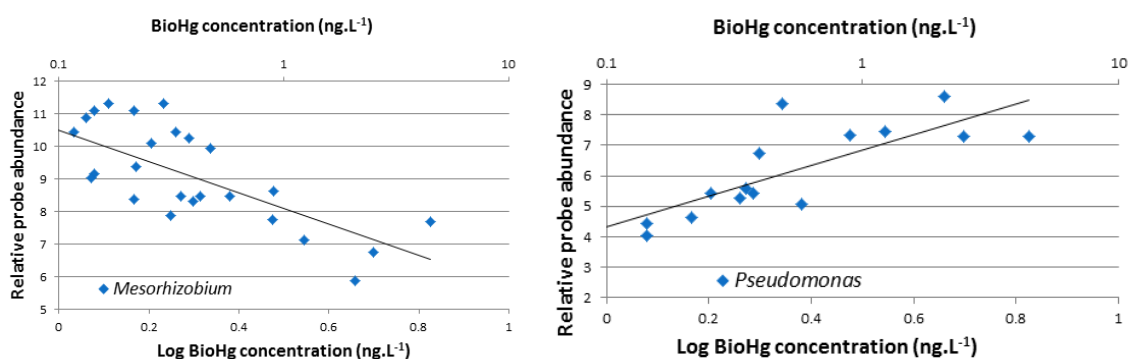 BioHg concentration (ng.L-1)
0.1 1 10
Relative probe abundance
12
11
10
9
8
7
6
5
Mesorhizobium
0 0.2 0.4 0.6 0.8 1
Log BioHg concentration (ng.L-1)
BioHg concentration (ng.L-1)
0.1 1 10
Relative probe abundance
9
8
7
6
5
4
3
2
Pseudomonas
0 0.2 0.4 0.6 0.8 1
Log BioHg concentration (ng.L-1)